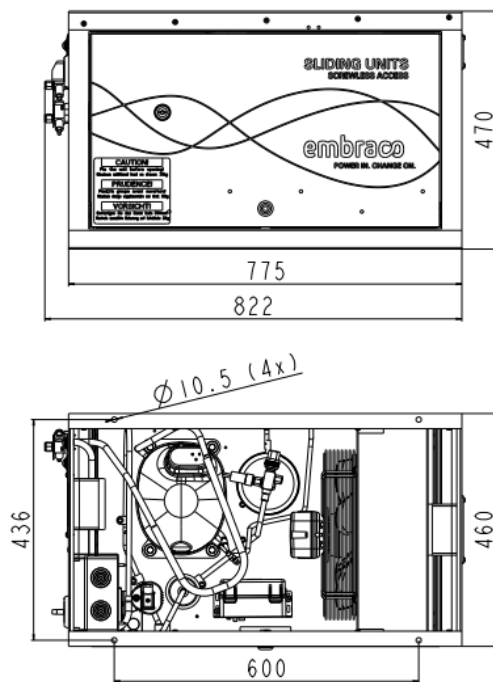 SLIDING UNITS
SCREWLESS ACCESS
embraco
POWER IN. CHANGE ON.
CAUTION!
PRUDENCE!
VORSICHT!
470
775
822
Ø10.5 (4x)
436
460
600